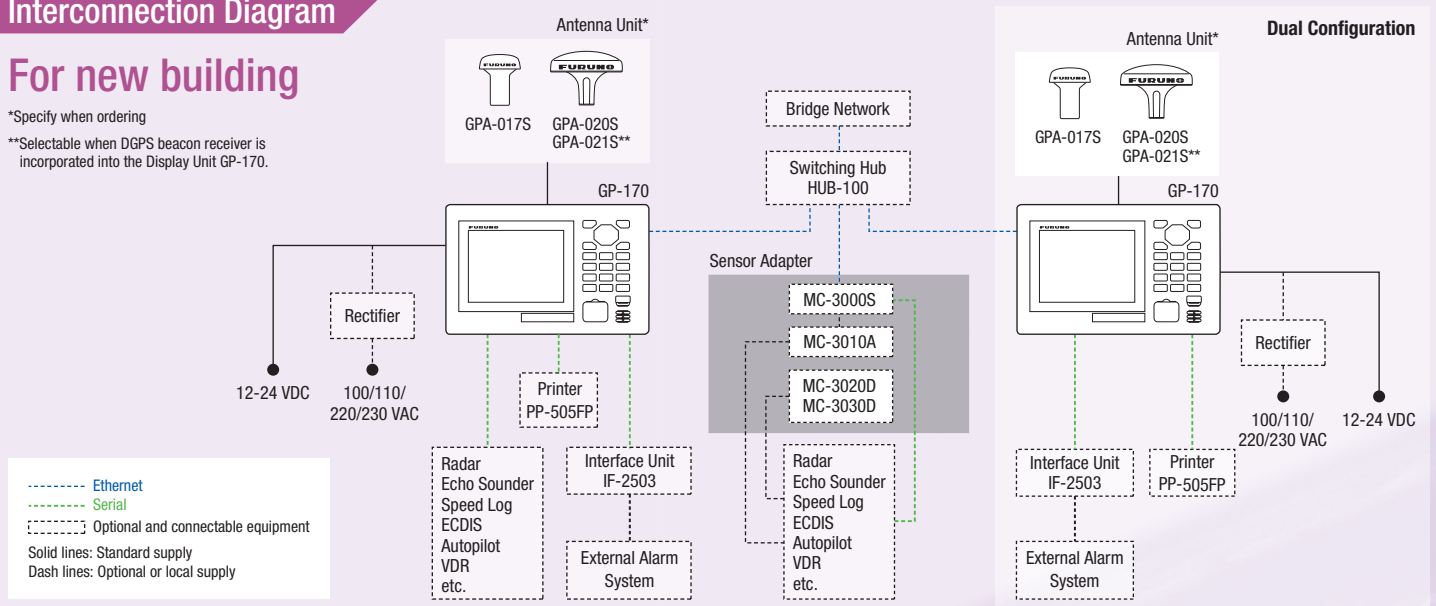 Interconnection Diagram
For new building
*Specify when ordering
**Selectable when DGPS beacon receiver is
incorporated into the Display Unit GP-170.
Antenna Unit*
FURUNO
FURUNO
GPA-017S
GPA-020S
GPA-021S**
GP-170
FURUNO
Rectifier
12-24 VDC
100/110/
220/230 VAC
Printer
PP-505FP
Radar
Echo Sounder
Speed Log
ECDIS
Autopilot
VDR
etc.
Interface Unit
IF-2503
External Alarm
System
Bridge Network
Switching Hub
HUB-100
Sensor Adapter
MC-3000S
MC-3010A
MC-3020D
MC-3030D
Radar
Echo Sounder
Speed Log
ECDIS
Autopilot
VDR
etc.
Dual Configuration
Antenna Unit*
FURUNO
FURUNO
GPA-017S
GPA-020S
GPA-021S**
GP-170
FURUNO
Rectifier
100/110/
220/230 VAC
12-24 VDC
Interface Unit
IF-2503
Printer
PP-505FP
External Alarm
System
Ethernet
Serial
Optional and connectable equipment
Solid lines: Standard supply
Dash lines: Optional or local supply